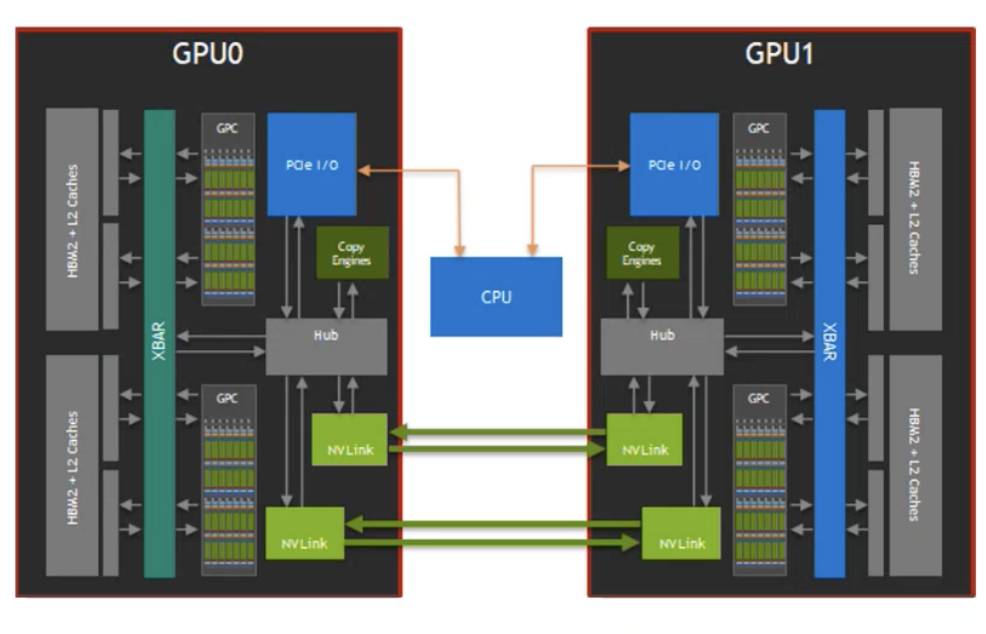 GPU0
GPU1
HBM2 + L2 Caches
XBAR
GPC
PCIe I/O
Copy
Engines
Hub
GPC
HBM2 + L2 Caches
NVLink
NVLink
CPU
PCIe I/O
GPC
Copy
Engines
Hub
XBAR
HBM2 + L2 Caches
NVLink
NVLink
GPC
HBM2 + L2 Caches